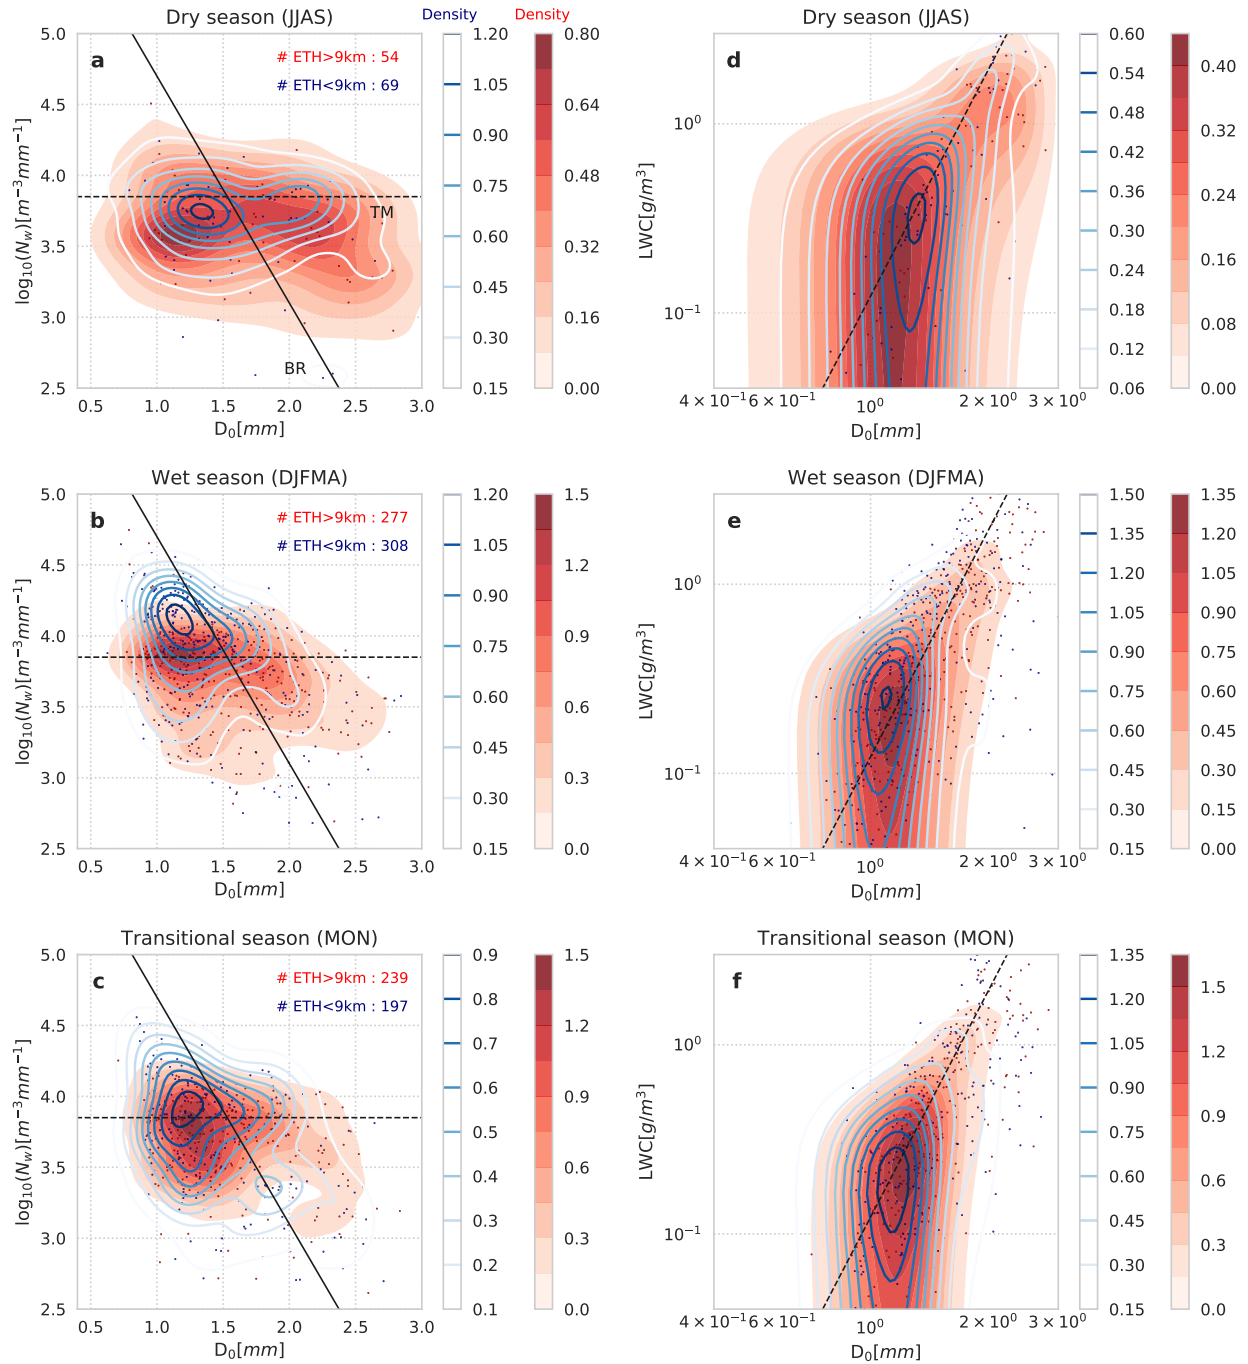 Dry season (JJAS)
Density
Density
a
# ETH>9km : 54
# ETH<9km : 69
TM
BR
5.0
4.5
4.0
3.5
3.0
2.5
log₁₀(N_w)[m⁻³mm⁻¹]
0.5 1.0 1.5 2.0 2.5 3.0
D₀[mm]
1.20
1.05
0.90
0.75
0.60
0.45
0.30
0.15
0.80
0.64
0.48
0.32
0.16
0.00
Dry season (JJAS)
d
10⁰
10⁻¹
LWC[g/m³]
4×10⁻¹ 6×10⁻¹ 10⁰ 2×10⁰ 3×10⁰
D₀[mm]
0.60
0.54
0.48
0.42
0.36
0.30
0.24
0.18
0.12
0.06
0.40
0.32
0.24
0.16
0.08
0.00
Wet season (DJFMA)
b
# ETH>9km : 277
# ETH<9km : 308
5.0
4.5
4.0
3.5
3.0
2.5
log₁₀(N_w)[m⁻³mm⁻¹]
0.5 1.0 1.5 2.0 2.5 3.0
D₀[mm]
1.20
1.05
0.90
0.75
0.60
0.45
0.30
0.15
1.5
1.2
0.9
0.6
0.3
0.0
Wet season (DJFMA)
e
10⁰
10⁻¹
LWC[g/m³]
4×10⁻¹ 6×10⁻¹ 10⁰ 2×10⁰ 3×10⁰
D₀[mm]
1.50
1.35
1.20
1.05
0.90
0.75
0.60
0.45
0.30
0.15
1.35
1.20
1.05
0.90
0.75
0.60
0.45
0.30
0.15
0.00
Transitional season (MON)
c
# ETH>9km : 239
# ETH<9km : 197
5.0
4.5
4.0
3.5
3.0
2.5
log₁₀(N_w)[m⁻³mm⁻¹]
0.5 1.0 1.5 2.0 2.5 3.0
D₀[mm]
0.9
0.8
0.7
0.6
0.5
0.4
0.3
0.2
0.1
1.5
1.2
0.9
0.6
0.3
0.0
Transitional season (MON)
f
10⁰
10⁻¹
LWC[g/m³]
4×10⁻¹ 6×10⁻¹ 10⁰ 2×10⁰ 3×10⁰
D₀[mm]
1.35
1.20
1.05
0.90
0.75
0.60
0.45
0.30
0.15
1.5
1.2
0.9
0.6
0.3
0.0